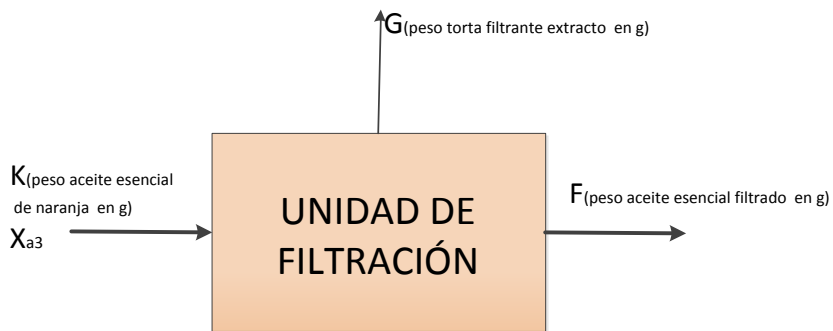 G(peso torta filtrante extracto en g)
K(peso aceite esencial
de naranja en g)
Xa3
UNIDAD DE
FILTRACIÓN
F(peso aceite esencial filtrado en g)